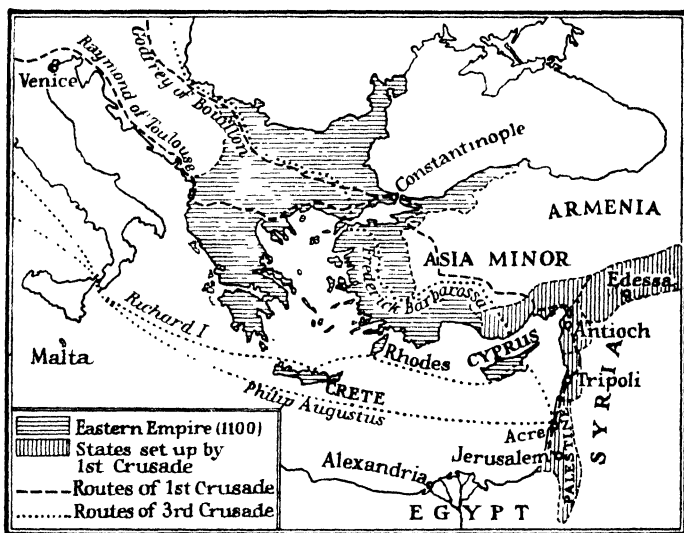 Venice
Raymond of Toulouse
Godfrey of Bouillon
Constantinople
ARMENIA
ASIA MINOR
Frederick Barbarossa
Edessa
Antioch
Richard I
Malta
Rhodes
CYPRUS
CRETE
Philip Augustus
Tripoli
SYRIA
Acre
Jerusalem
PALESTINE
Alexandria
EGYPT
Eastern Empire (1100)
States set up by
1st Crusade
Routes of 1st Crusade
Routes of 3rd Crusade